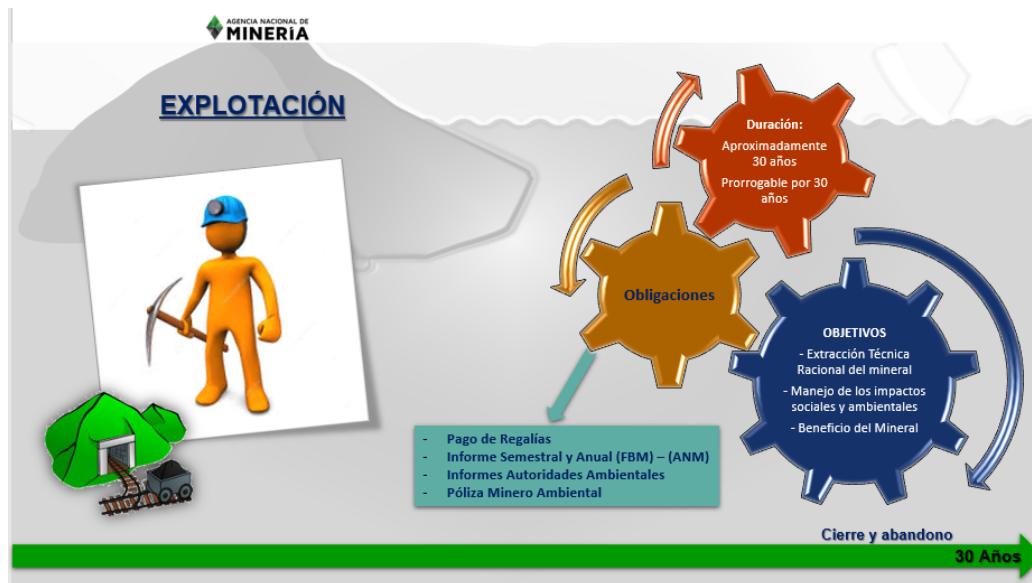 AGENCIA NACIONAL DE
MINERÍA
EXPLOTACIÓN
Duración:
Aproximadamente
30 años
Prorrogable por 30
años
Obligaciones
OBJETIVOS
- Extracción Técnica
Racional del mineral
- Manejo de los impactos
sociales y ambientales
- Beneficio del Mineral
- Pago de Regalías
- Informe Semestral y Anual (FBM) – (ANM)
- Informes Autoridades Ambientales
- Póliza Minero Ambiental
Cierre y abandono
30 Años